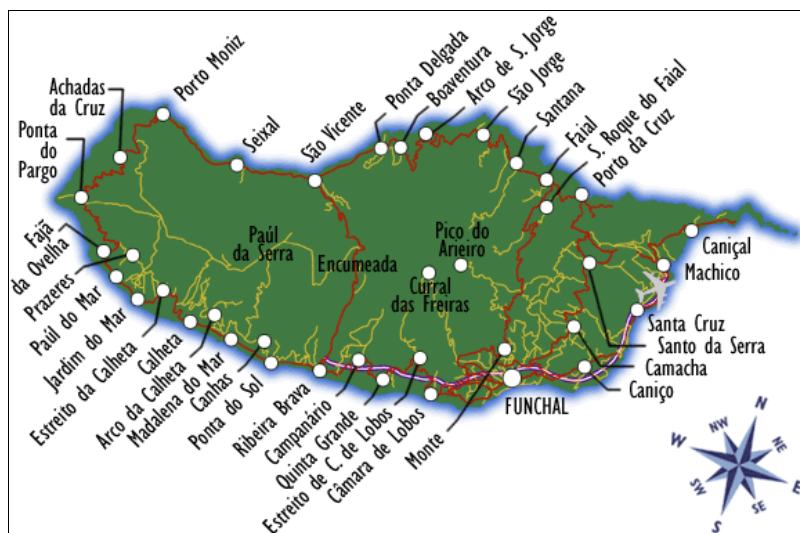 Porto Moniz
Achadas
da Cruz
Ponta
do
Pargo
Seixal
São Vicente
Ponta Delgada
Boaventura
Arco de S. Jorge
São Jorge
Santana
Faial
S. Roque do Faial
Porto da Cruz
Caniçal
Machico
Santa Cruz
Santo da Serra
Camacha
Caniço
FUNCHAL
Monte
Câmara de Lobos
Estreito de C. de Lobos
Quinta Grande
Campanário
Ribeira Brava
Ponta do Sol
Canhas
Madalena do Mar
Arco da Calheta
Calheta
Estreito da Calheta
Jardim do Mar
Paúl do Mar
Prazeres
Fajã
da Ovelha
Paúl
da Serra
Encumeada
Pico do
Arieiro
Curral
das Freiras
N
NE
E
SE
S
SW
W
NW